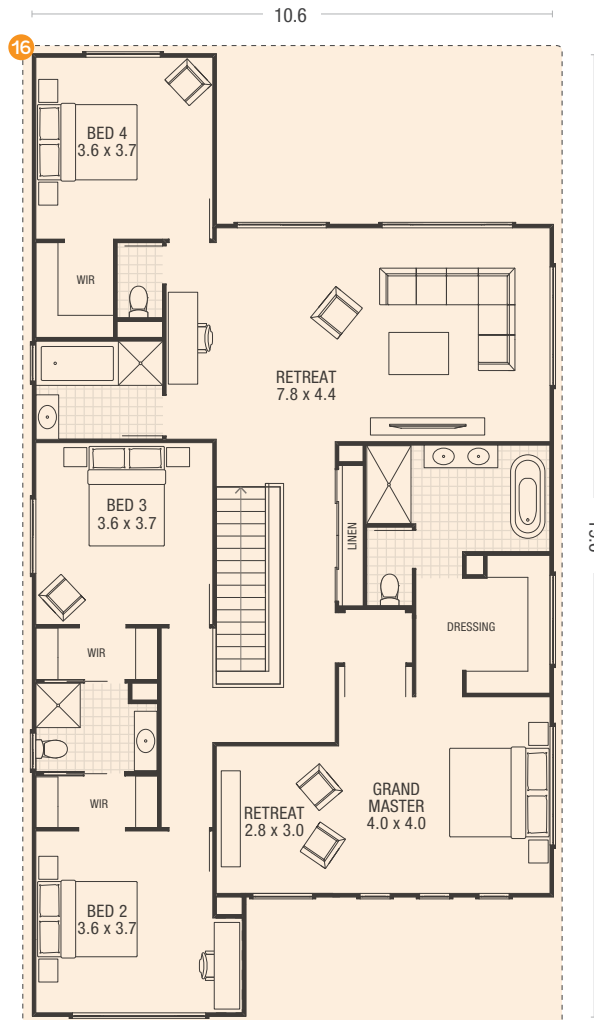 10.6
16
BED 4
3.6 x 3.7
WIR
RETREAT
7.8 x 4.4
BED 3
3.6 x 3.7
LINEN
DRESSING
WIR
WIR
GRAND
MASTER
4.0 x 4.0
RETREAT
2.8 x 3.0
BED 2
3.6 x 3.7